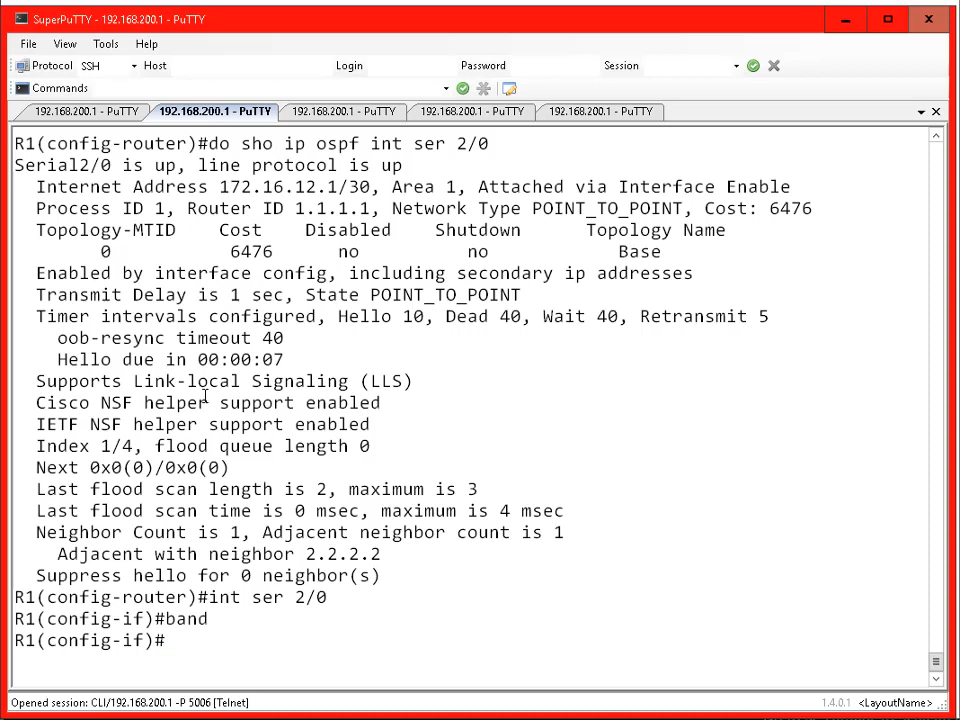 SuperPuTTY - 192.168.200.1 - PuTTY
File View Tools Help
Protocol SSH Host Login Password Session
Commands
192.168.200.1 - PuTTY 192.168.200.1 - PuTTY 192.168.200.1 - PuTTY 192.168.200.1 - PuTTY 192.168.200.1 - PuTTY
R1(config-router)#do sho ip ospf int ser 2/0
Serial2/0 is up, line protocol is up
Internet Address 172.16.12.1/30, Area 1, Attached via Interface Enable
Process ID 1, Router ID 1.1.1.1, Network Type POINT_TO_POINT, Cost: 6476
Topology-MTID Cost Disabled Shutdown Topology Name
0 6476 no no Base
Enabled by interface config, including secondary ip addresses
Transmit Delay is 1 sec, State POINT_TO_POINT
Timer intervals configured, Hello 10, Dead 40, Wait 40, Retransmit 5
oob-resync timeout 40
Hello due in 00:00:07
Supports Link-local Signaling (LLS)
Cisco NSF helper support enabled
IETF NSF helper support enabled
Index 1/4, flood queue length 0
Next 0x0(0)/0x0(0)
Last flood scan length is 2, maximum is 3
Last flood scan time is 0 msec, maximum is 4 msec
Neighbor Count is 1, Adjacent neighbor count is 1
Adjacent with neighbor 2.2.2.2
Suppress hello for 0 neighbor(s)
R1(config-router)#int ser 2/0
R1(config-if)#band
R1(config-if)#
Opened session: CLI/192.168.200.1 -P 5006 [Telnet] 1.4.0.1 <LayoutName>